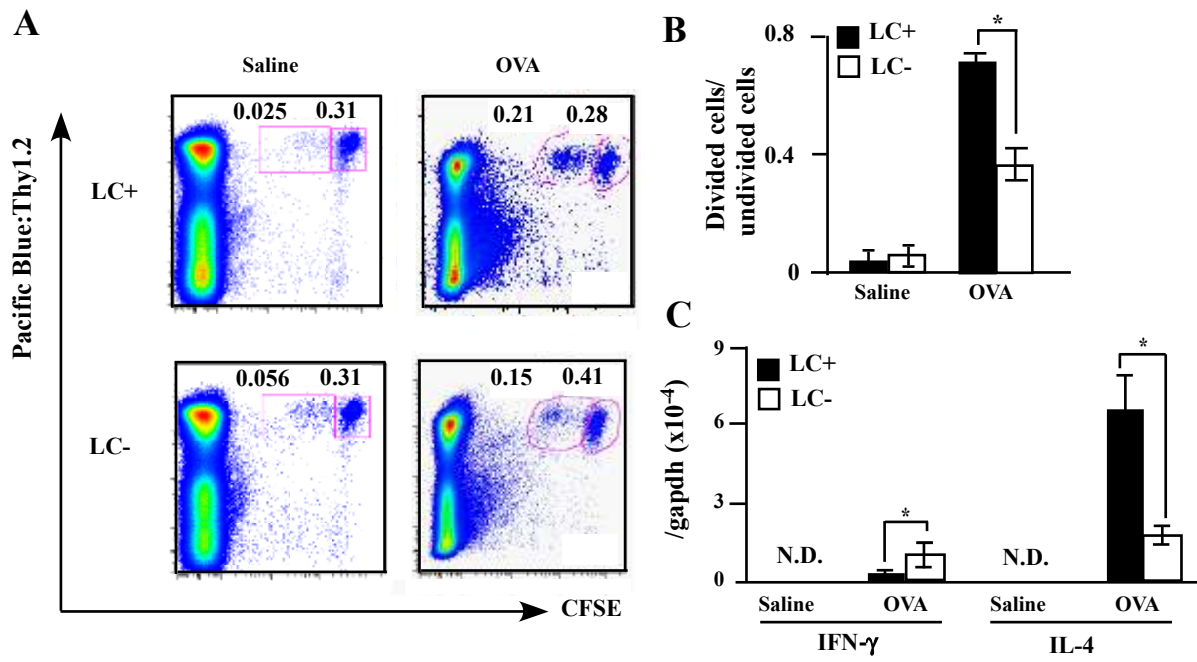 A
Saline
OVA
0.025 0.31
0.21 0.28
LC+
0.056 0.31
0.15 0.41
LC-
Pacific Blue:Thy1.2
CFSE
B
LC+
LC-
*
0.8
0.4
0
Divided cells/
undivided cells
Saline
OVA
C
LC+
LC-
*
*
9
6
3
0
/gapdh (x10-4)
N.D.
N.D.
Saline
OVA
Saline
OVA
IFN-γ
IL-4